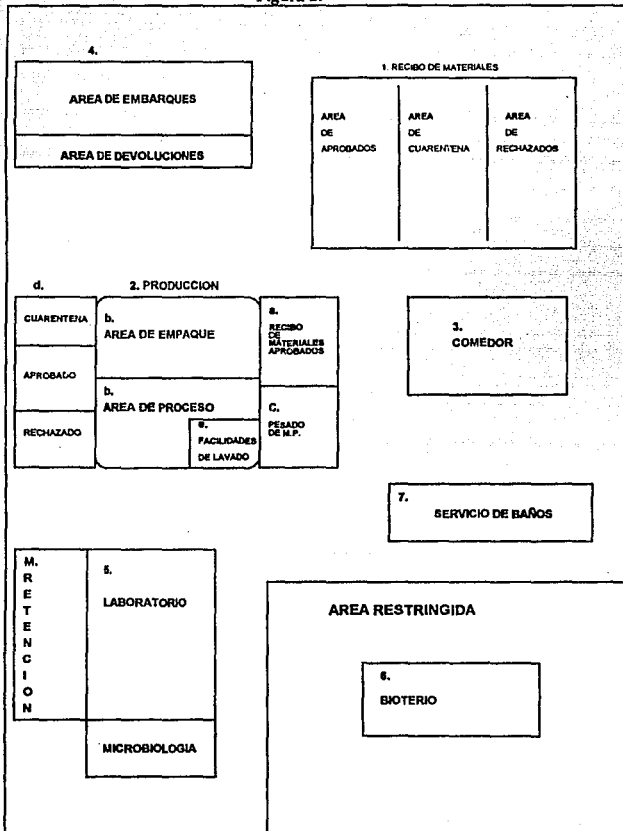 Figura 2.
4.
AREA DE EMBARQUES
AREA DE DEVOLUCIONES
1. RECIBO DE MATERIALES
AREA
DE
APROBADOS
AREA
DE
CUARENTENA
AREA
DE
RECHAZADOS
d.
2. PRODUCCION
CUARENTENA
APROBADO
RECHAZADO
b.
AREA DE EMPAQUE
b.
AREA DE PROCESO
e.
FACILIDADES
DE LAVADO
a.
RECIBO
DE
MATERIALES
APROBADOS
C.
PESADO
DE M.P.
3.
COMEDOR
7.
SERVICIO DE BAÑOS
M.
R
E
T
E
N
C
I
O
N
5.
LABORATORIO
MICROBIOLOGIA
AREA RESTRINGIDA
6.
BIOTERIO